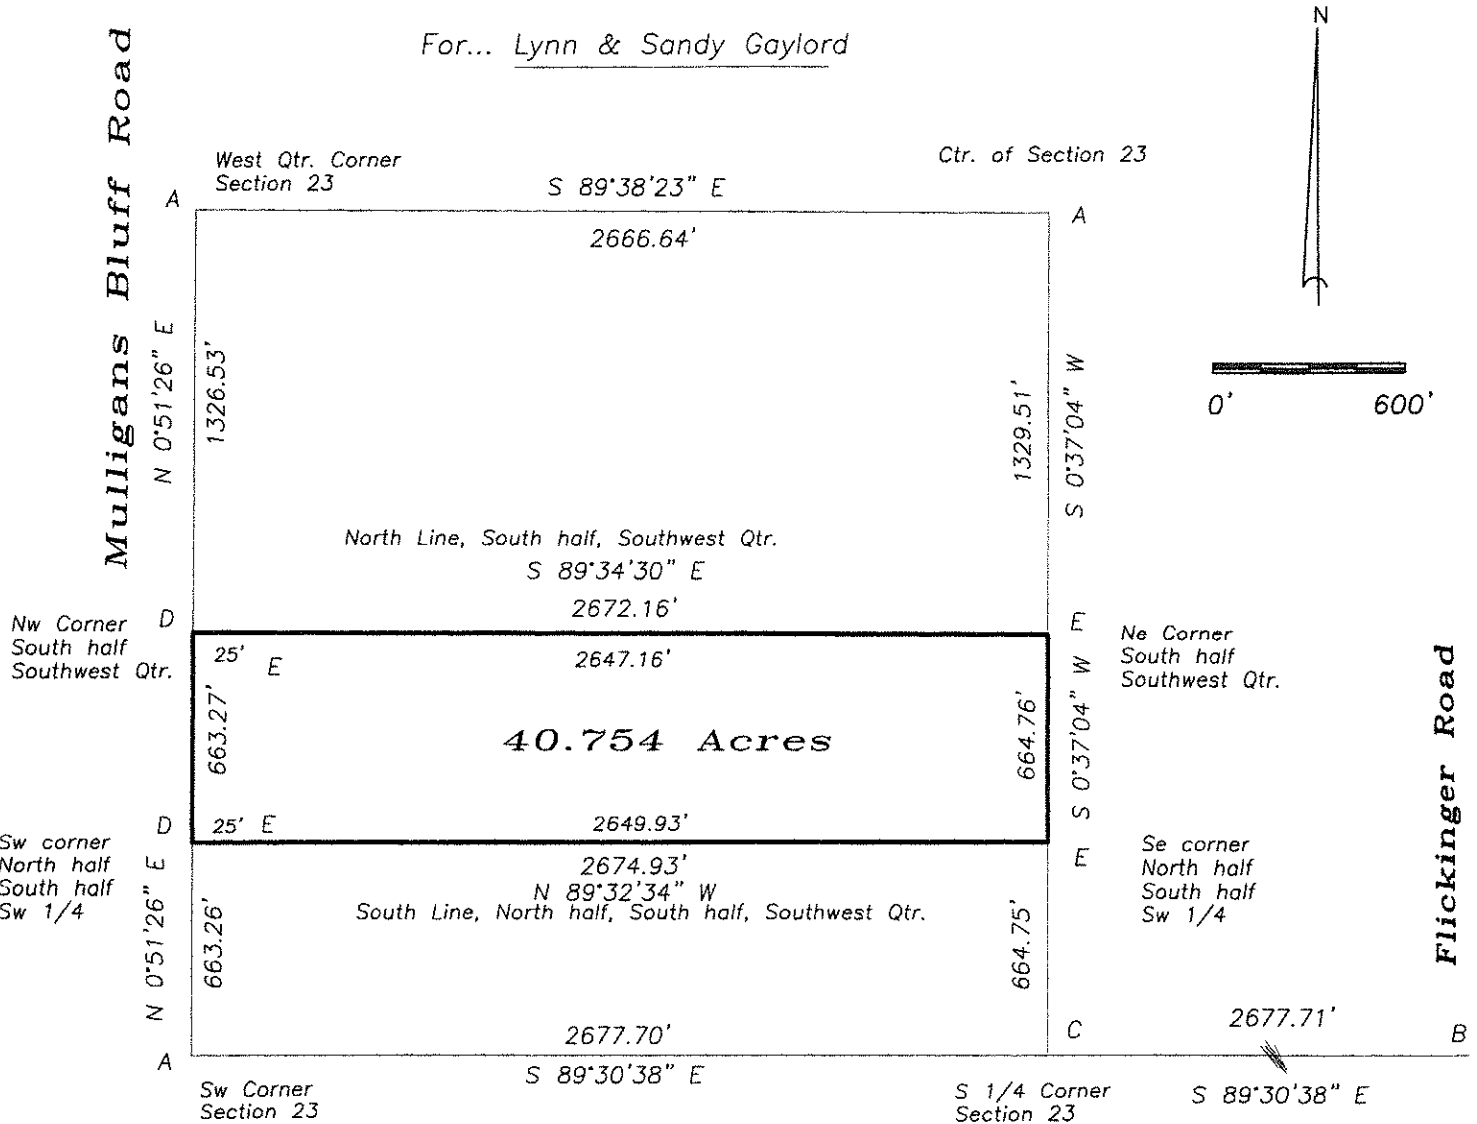 For... Lynn & Sandy Gaylord
N
Mulligans Bluff Road
West Qtr. Corner
Section 23
Ctr. of Section 23
A
S 89°38'23" E
A
2666.64'
N 0°51'26" E
1326.53'
1329.51'
S 0°37'04" W
0' 600'
North Line, South half, Southwest Qtr.
S 89°34'30" E
2672.16'
Nw Corner
South half
Southwest Qtr.
D
E
Ne Corner
South half
Southwest Qtr.
25' E
2647.16'
663.27'
40.754 Acres
664.76'
S 0°37'04" W
Flickinger Road
D
25' E
2649.93'
Sw corner
North half
South half
Sw 1/4
2674.93'
N 89°32'34" W
South Line, North half, South half, Southwest Qtr.
E
Se corner
North half
South half
Sw 1/4
N 0°51'26" E
663.26'
664.75'
2677.70'
C
2677.71'
B
A
S 89°30'38" E
Sw Corner
Section 23
S 1/4 Corner
Section 23
S 89°30'38" E